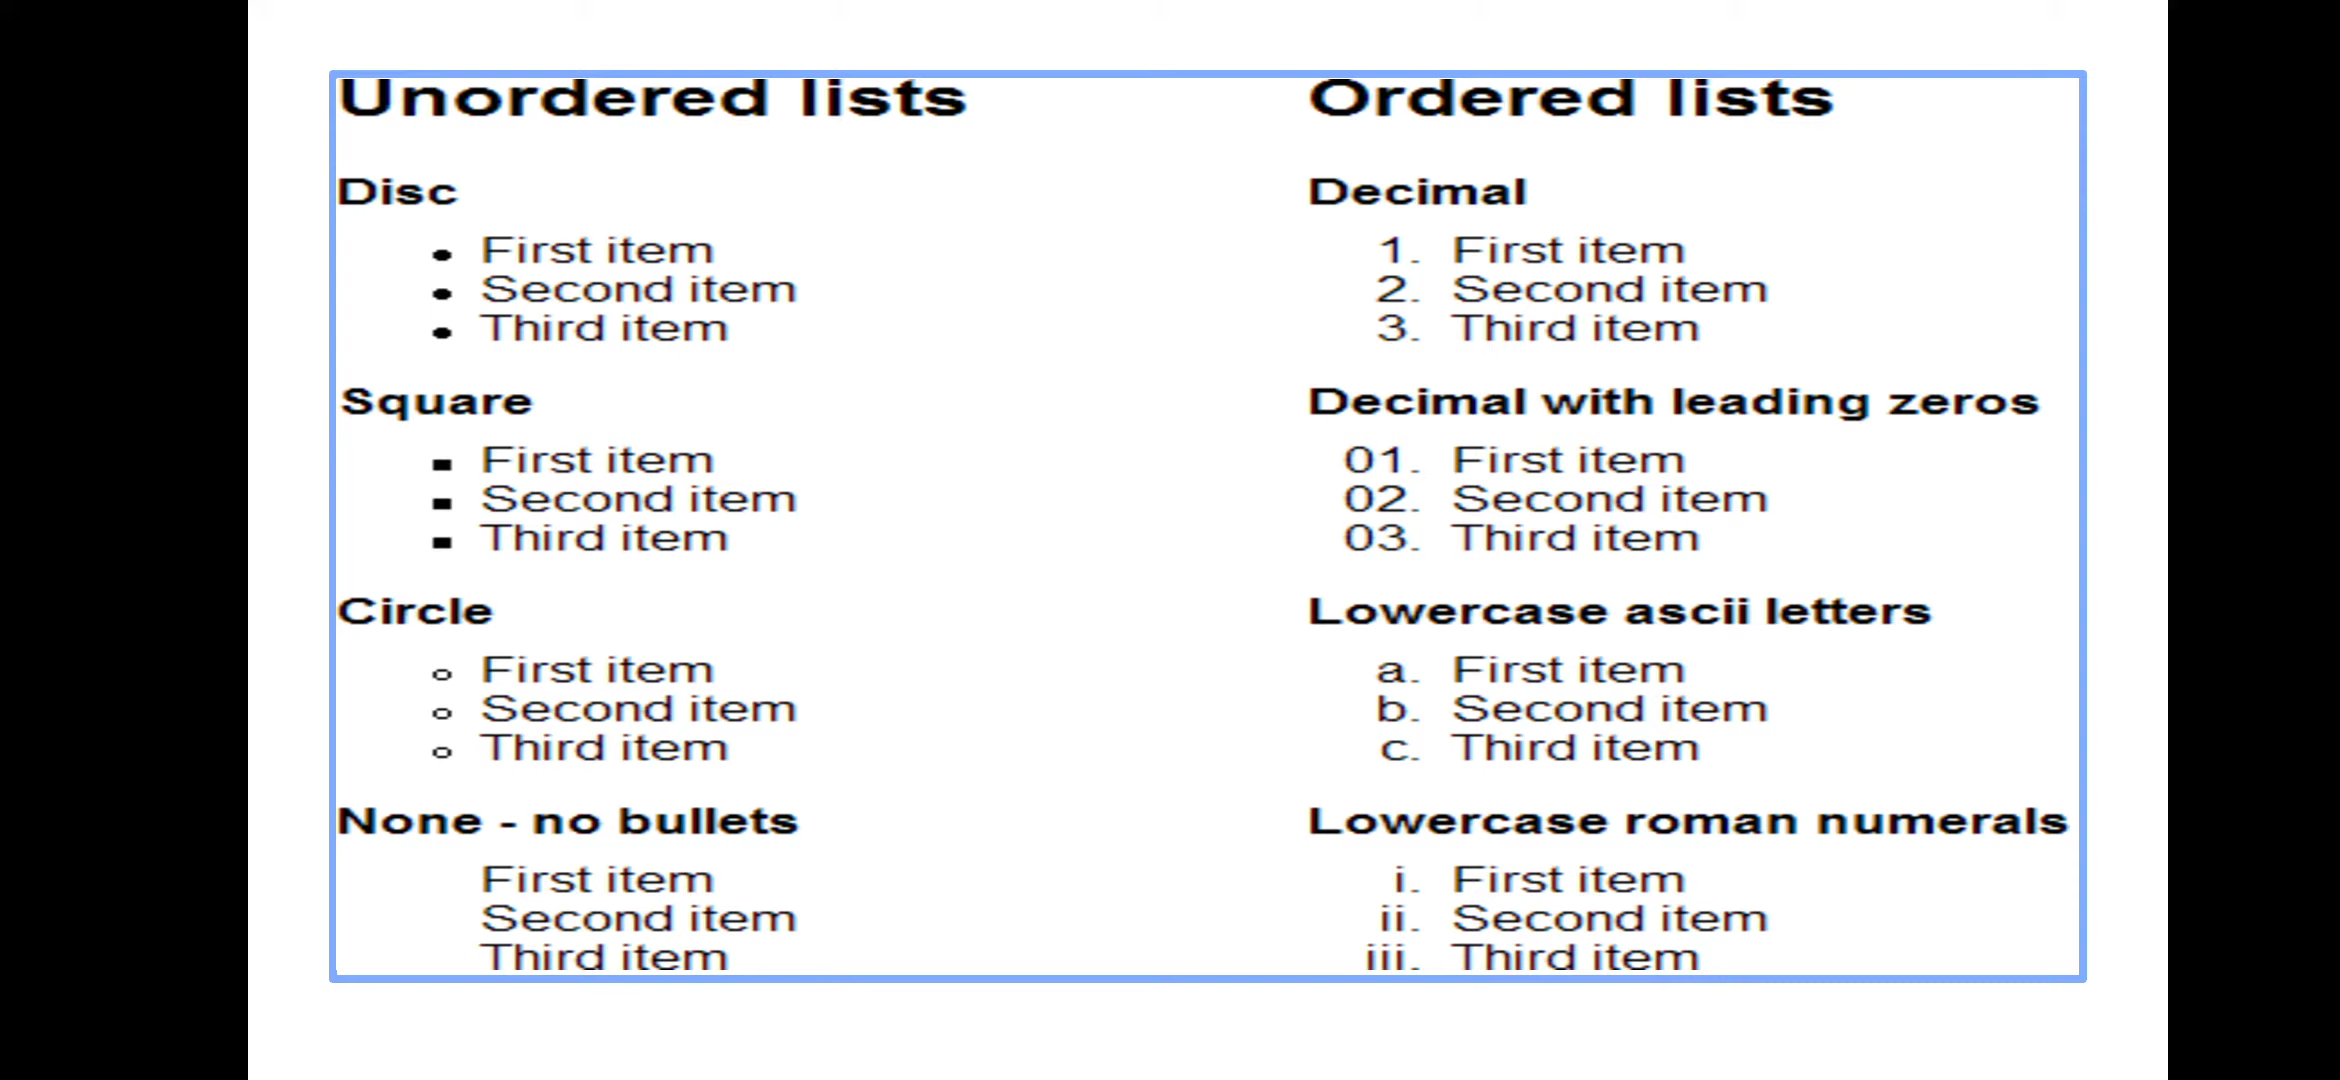 Unordered lists
Disc
• First item
• Second item
• Third item
Square
▪ First item
▪ Second item
▪ Third item
Circle
○ First item
○ Second item
○ Third item
None - no bullets
First item
Second item
Third item
Ordered lists
Decimal
1. First item
2. Second item
3. Third item
Decimal with leading zeros
01. First item
02. Second item
03. Third item
Lowercase ascii letters
a. First item
b. Second item
c. Third item
Lowercase roman numerals
i. First item
ii. Second item
iii. Third item